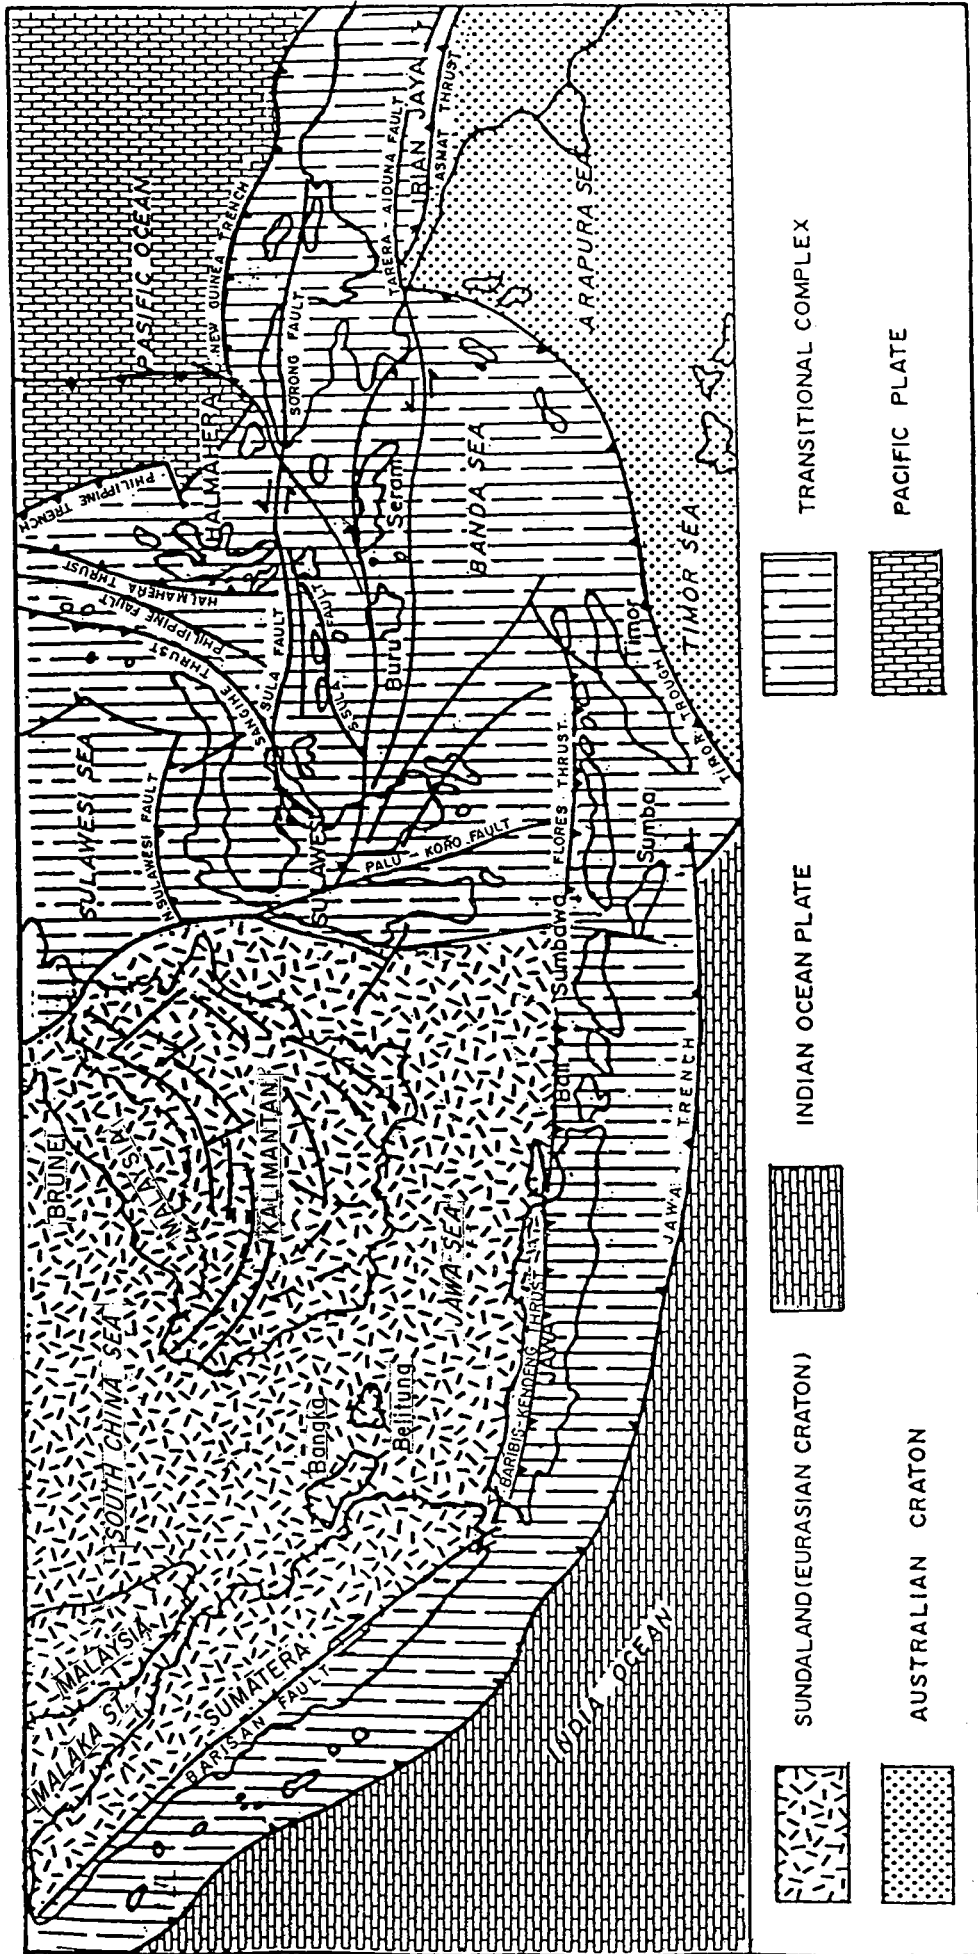 SOUTH CHINA SEA
BRUNEI
MALAYSIA
SULAWESI SEA
N. SULAWESI FAULT
SANGIHE THRUST
PHILIPPINE FAULT
HALMAHERA THRUST
PHILIPPINE TRENCH
PASIFIC OCEAN
MALAYSIA
MALAKA ST.
SUMATERA
BARISAN FAULT
KALIMANTAN
SULAWESI
SULA FAULT
S. SULA FAULT
HALMAHERA
NEW GUINEA TRENCH
SORONG FAULT
TARERA AIDUNA FAULT
IRIAN JAYA
ASMAT THRUST
Bangka
Belitung
JAWA SEA
PALU - KORO FAULT
Buru
Seram
BANDA SEA
BARIBIS - KENDENG THRUST
JAWA
Bali
Sumbawa
FLORES THRUST
Sumba
Timor
TIMOR TROUGH
TIMOR SEA
ARAPURA SEA
JAWA TRENCH
INDIA OCEAN
SUNDALAND(EURASIAN CRATON)
INDIAN OCEAN PLATE
TRANSITIONAL COMPLEX
AUSTRALIAN CRATON
PACIFIC PLATE